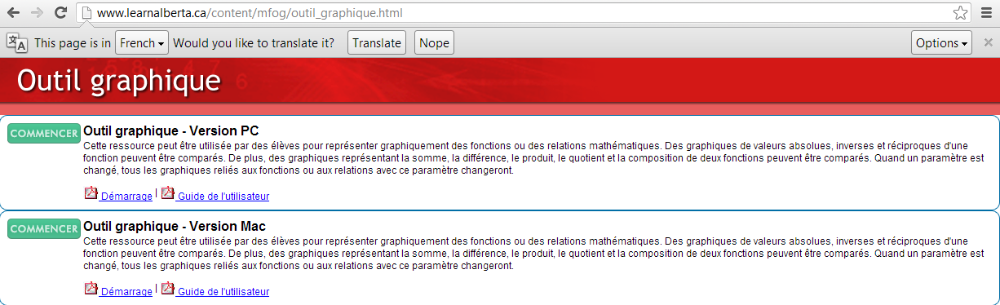 www.learnalberta.ca/content/mfog/outil_graphique.html
This page is in French Would you like to translate it? Translate Nope Options
Outil graphique
COMMENCER
Outil graphique - Version PC
Cette ressource peut être utilisée par des élèves pour représenter graphiquement des fonctions ou des relations mathématiques. Des graphiques de valeurs absolues, inverses et réciproques d'une
fonction peuvent être comparés. De plus, des graphiques représentant la somme, la différence, le produit, le quotient et la composition de deux fonctions peuvent être comparés. Quand un paramètre est
changé, tous les graphiques reliés aux fonctions ou aux relations avec ce paramètre changeront.
Démarrage | Guide de l'utilisateur
COMMENCER
Outil graphique - Version Mac
Cette ressource peut être utilisée par des élèves pour représenter graphiquement des fonctions ou des relations mathématiques. Des graphiques de valeurs absolues, inverses et réciproques d'une
fonction peuvent être comparés. De plus, des graphiques représentant la somme, la différence, le produit, le quotient et la composition de deux fonctions peuvent être comparés. Quand un paramètre est
changé, tous les graphiques reliés aux fonctions ou aux relations avec ce paramètre changeront.
Démarrage | Guide de l'utilisateur